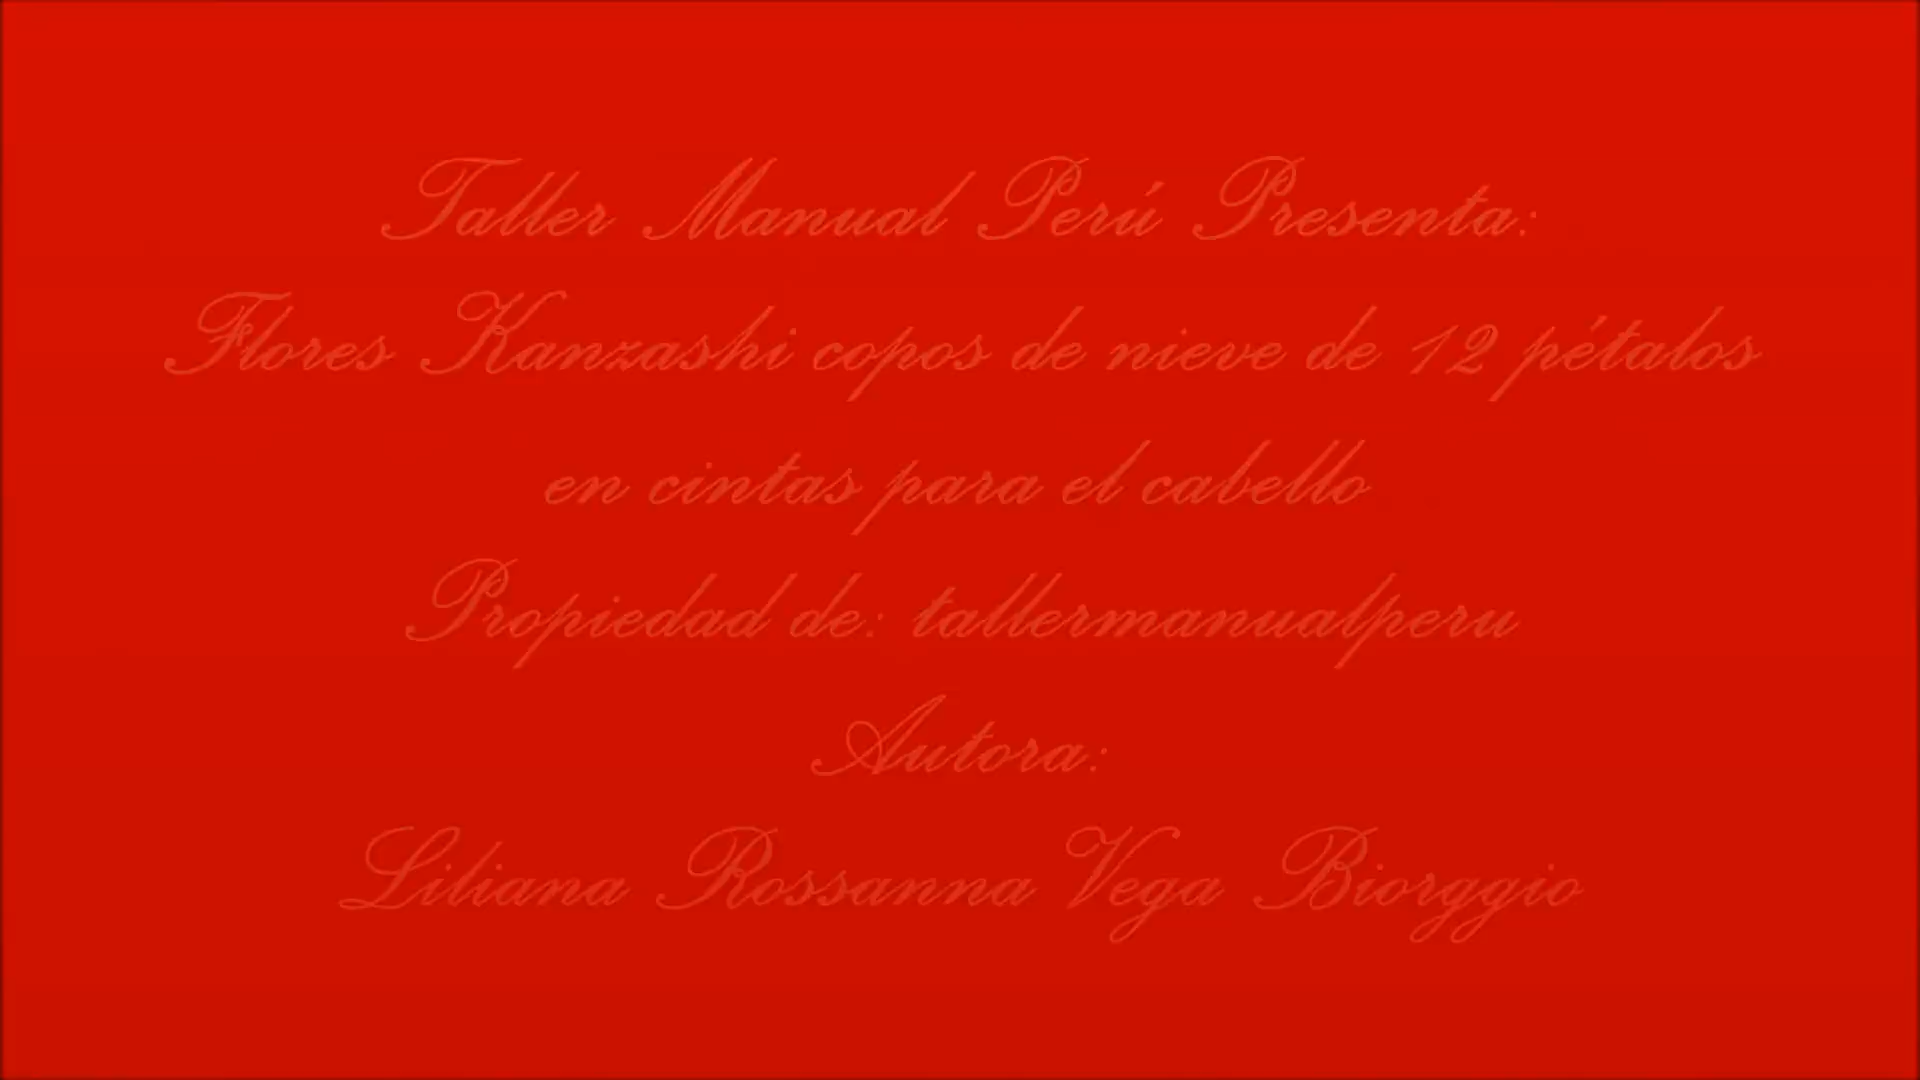 Taller Manual Perú Presenta:
Flores Kanzashi copos de nieve de 12 pétalos
en cintas para el cabello
Propiedad de: tallermanualperu
Autora:
Liliana Rossanna Vega Biorggio